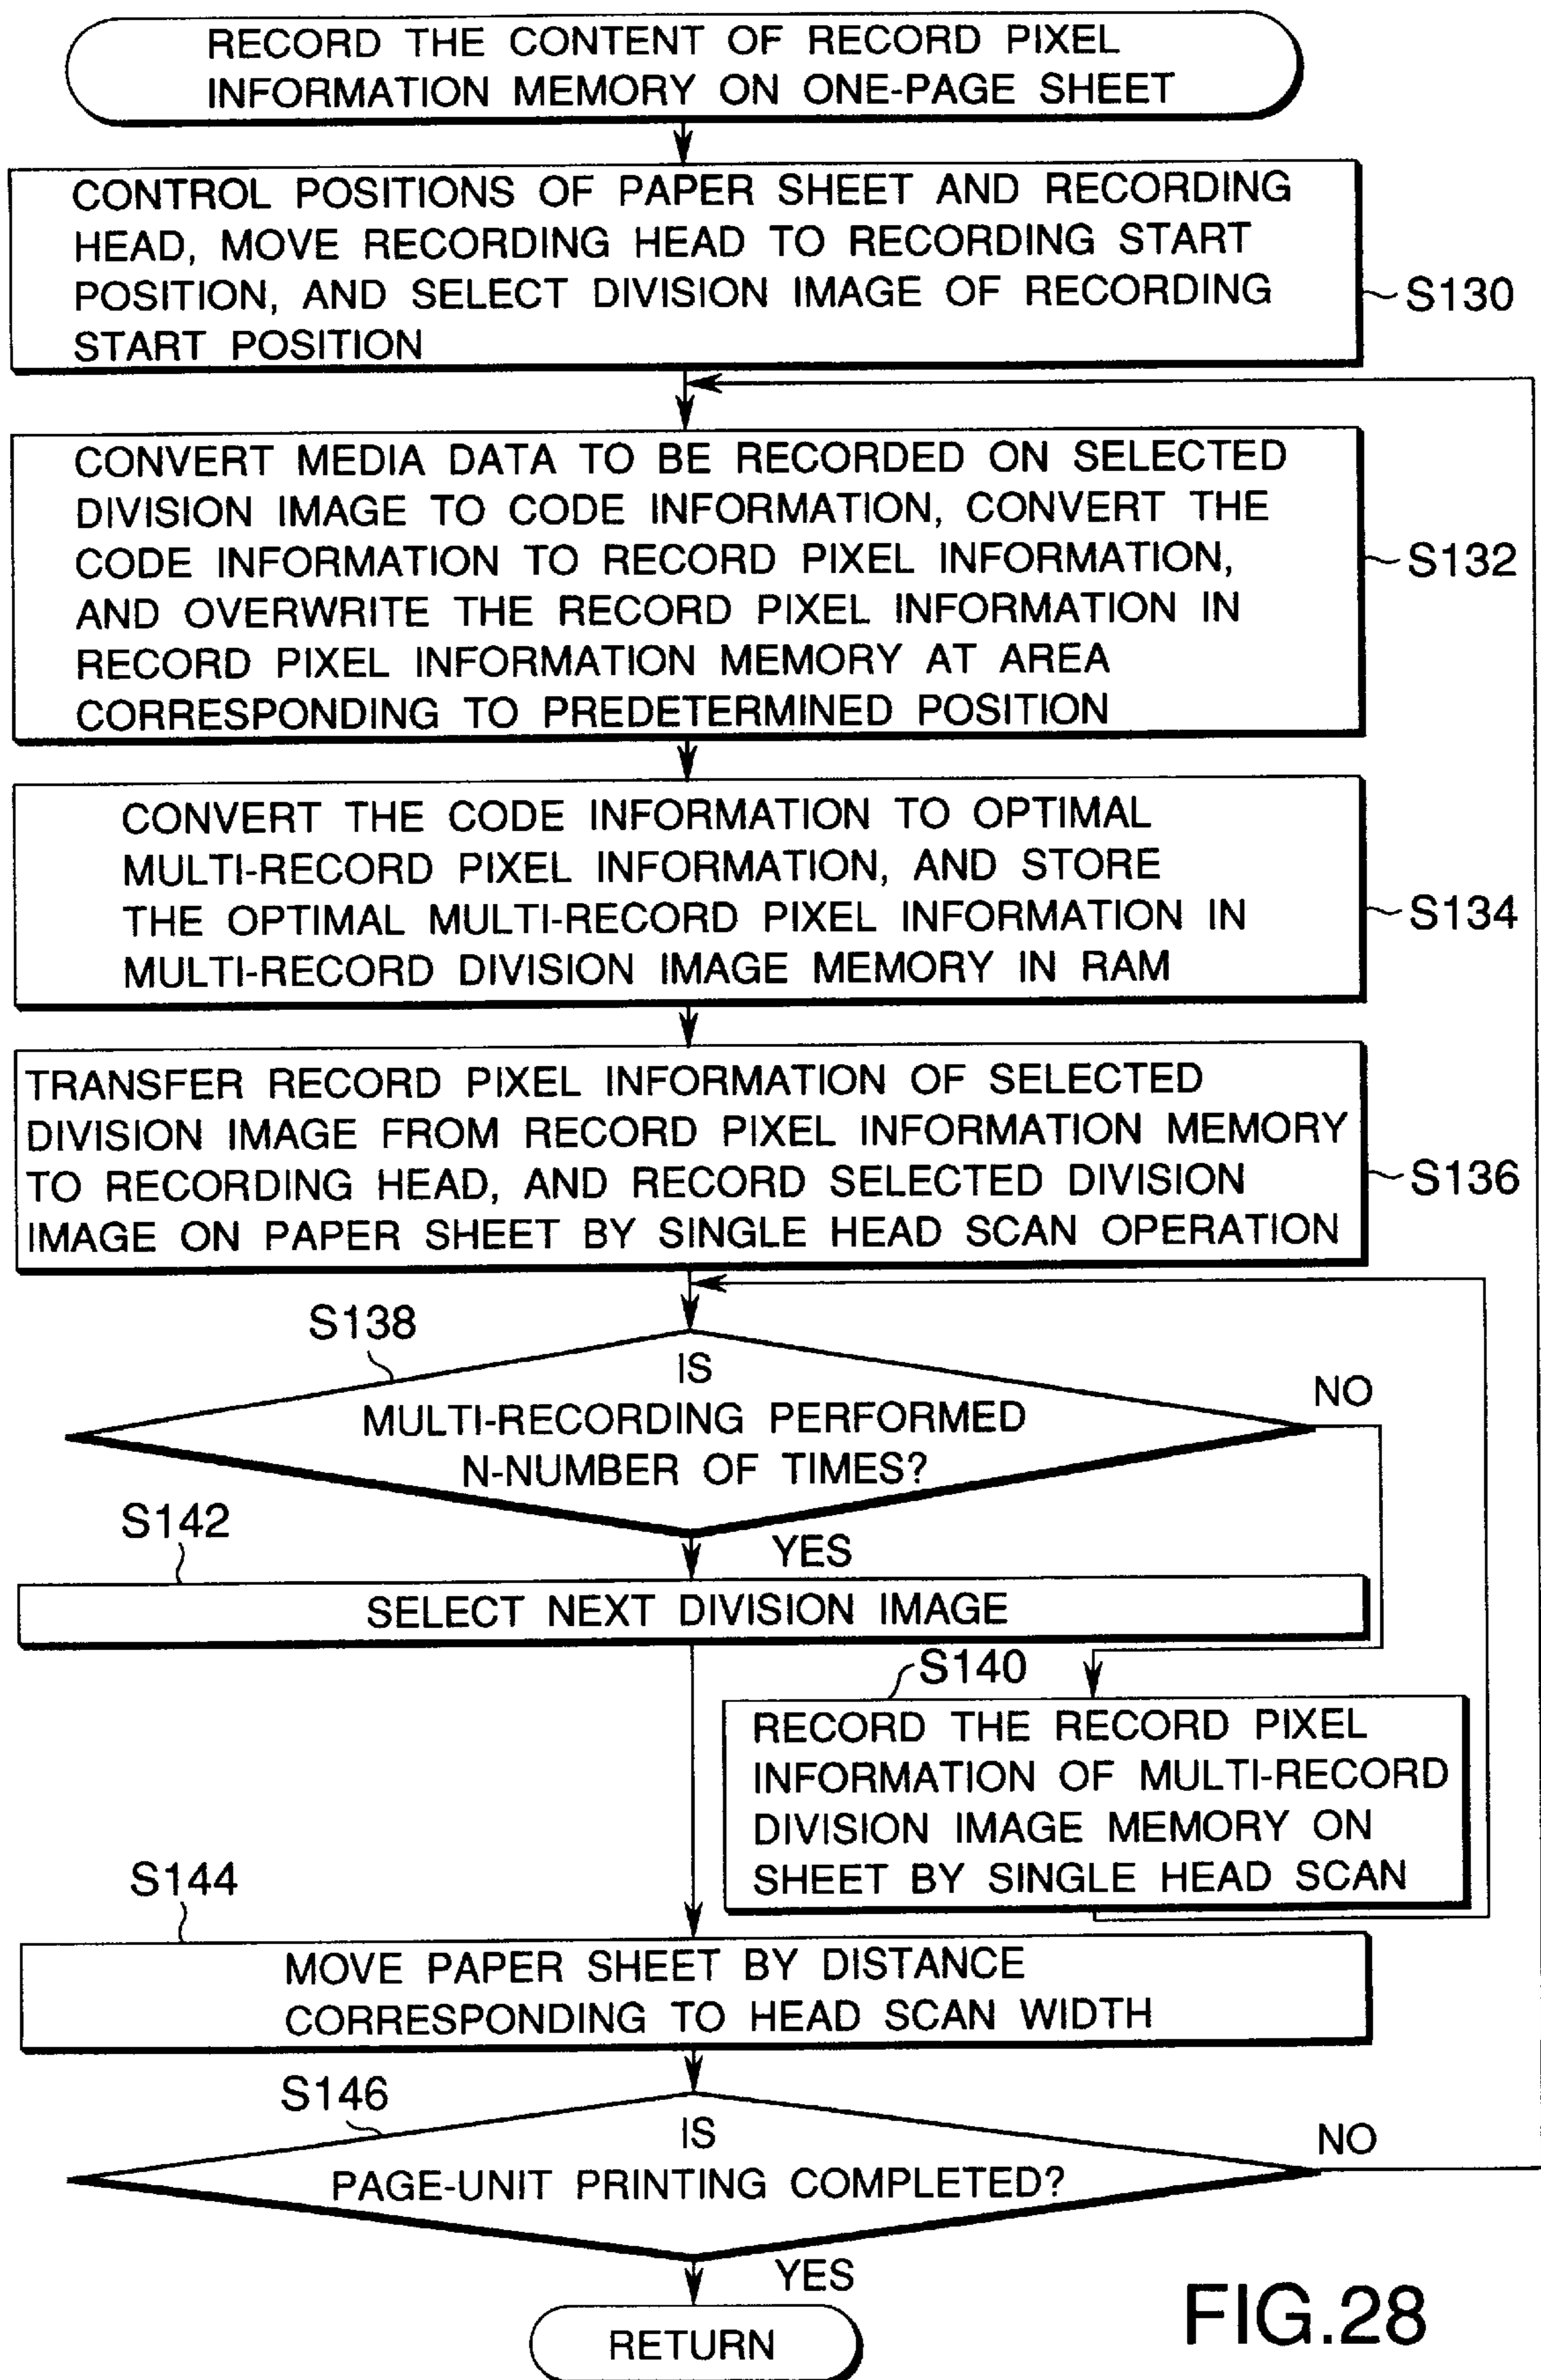 RECORD THE CONTENT OF RECORD PIXEL
INFORMATION MEMORY ON ONE-PAGE SHEET
CONTROL POSITIONS OF PAPER SHEET AND RECORDING
HEAD, MOVE RECORDING HEAD TO RECORDING START
POSITION, AND SELECT DIVISION IMAGE OF RECORDING
START POSITION
S130
CONVERT MEDIA DATA TO BE RECORDED ON SELECTED
DIVISION IMAGE TO CODE INFORMATION, CONVERT THE
CODE INFORMATION TO RECORD PIXEL INFORMATION,
AND OVERWRITE THE RECORD PIXEL INFORMATION IN
RECORD PIXEL INFORMATION MEMORY AT AREA
CORRESPONDING TO PREDETERMINED POSITION
S132
CONVERT THE CODE INFORMATION TO OPTIMAL
MULTI-RECORD PIXEL INFORMATION, AND STORE
THE OPTIMAL MULTI-RECORD PIXEL INFORMATION IN
MULTI-RECORD DIVISION IMAGE MEMORY IN RAM
S134
TRANSFER RECORD PIXEL INFORMATION OF SELECTED
DIVISION IMAGE FROM RECORD PIXEL INFORMATION MEMORY
TO RECORDING HEAD, AND RECORD SELECTED DIVISION
IMAGE ON PAPER SHEET BY SINGLE HEAD SCAN OPERATION
S136
S138
IS
MULTI-RECORDING PERFORMED
N-NUMBER OF TIMES?
NO
YES
S142
SELECT NEXT DIVISION IMAGE
S140
RECORD THE RECORD PIXEL
INFORMATION OF MULTI-RECORD
DIVISION IMAGE MEMORY ON
SHEET BY SINGLE HEAD SCAN
S144
MOVE PAPER SHEET BY DISTANCE
CORRESPONDING TO HEAD SCAN WIDTH
S146
IS
PAGE-UNIT PRINTING COMPLETED?
NO
YES
RETURN
FIG.28